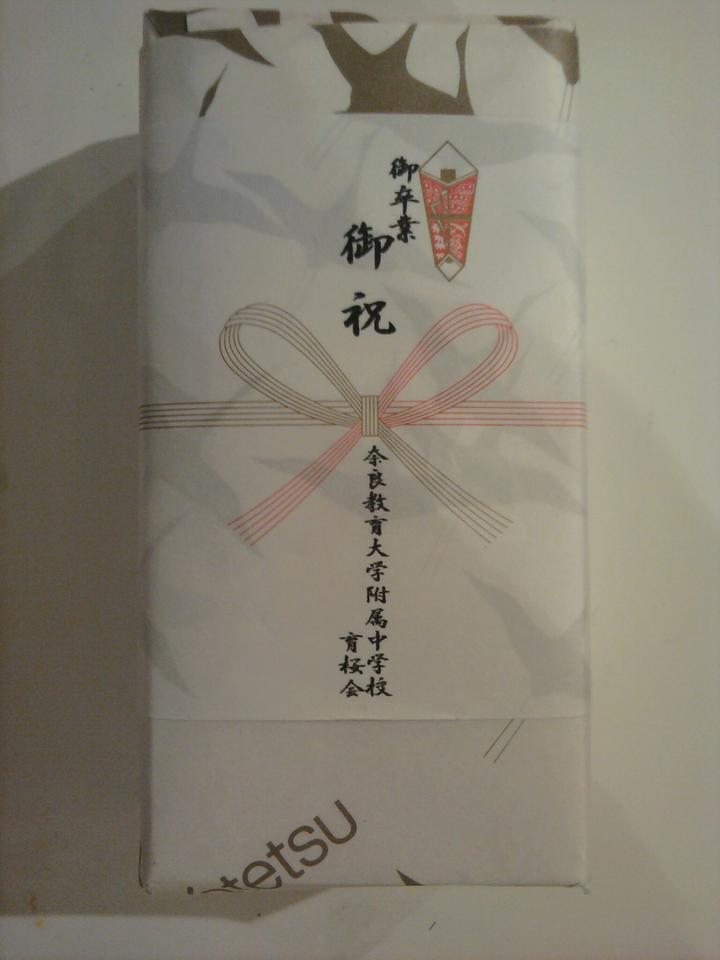 御卒業
御祝
奈良教育大学附属中学校
育桜会
tetsu